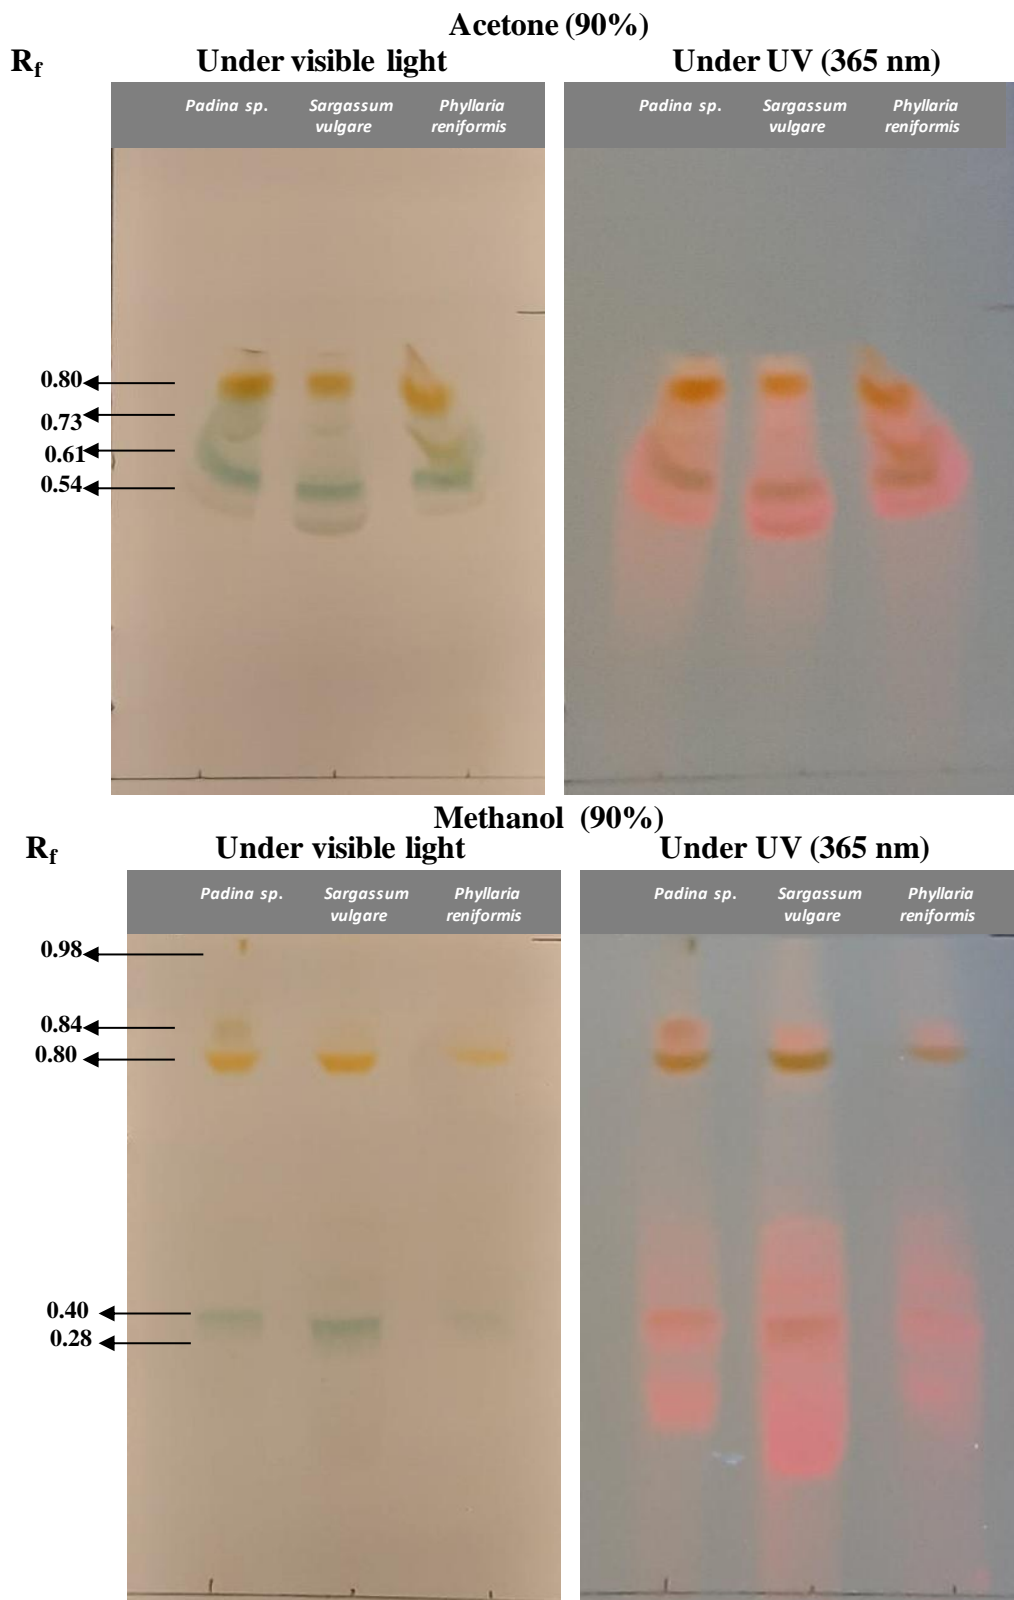 Acetone (90%)
R_f Under visible light Under UV (365 nm)
Padina sp. Sargassum vulgare Phyllaria reniformis Padina sp. Sargassum vulgare Phyllaria reniformis
0.80
0.73
0.61
0.54
Methanol (90%)
R_f Under visible light Under UV (365 nm)
Padina sp. Sargassum vulgare Phyllaria reniformis Padina sp. Sargassum vulgare Phyllaria reniformis
0.98
0.84
0.80
0.40
0.28